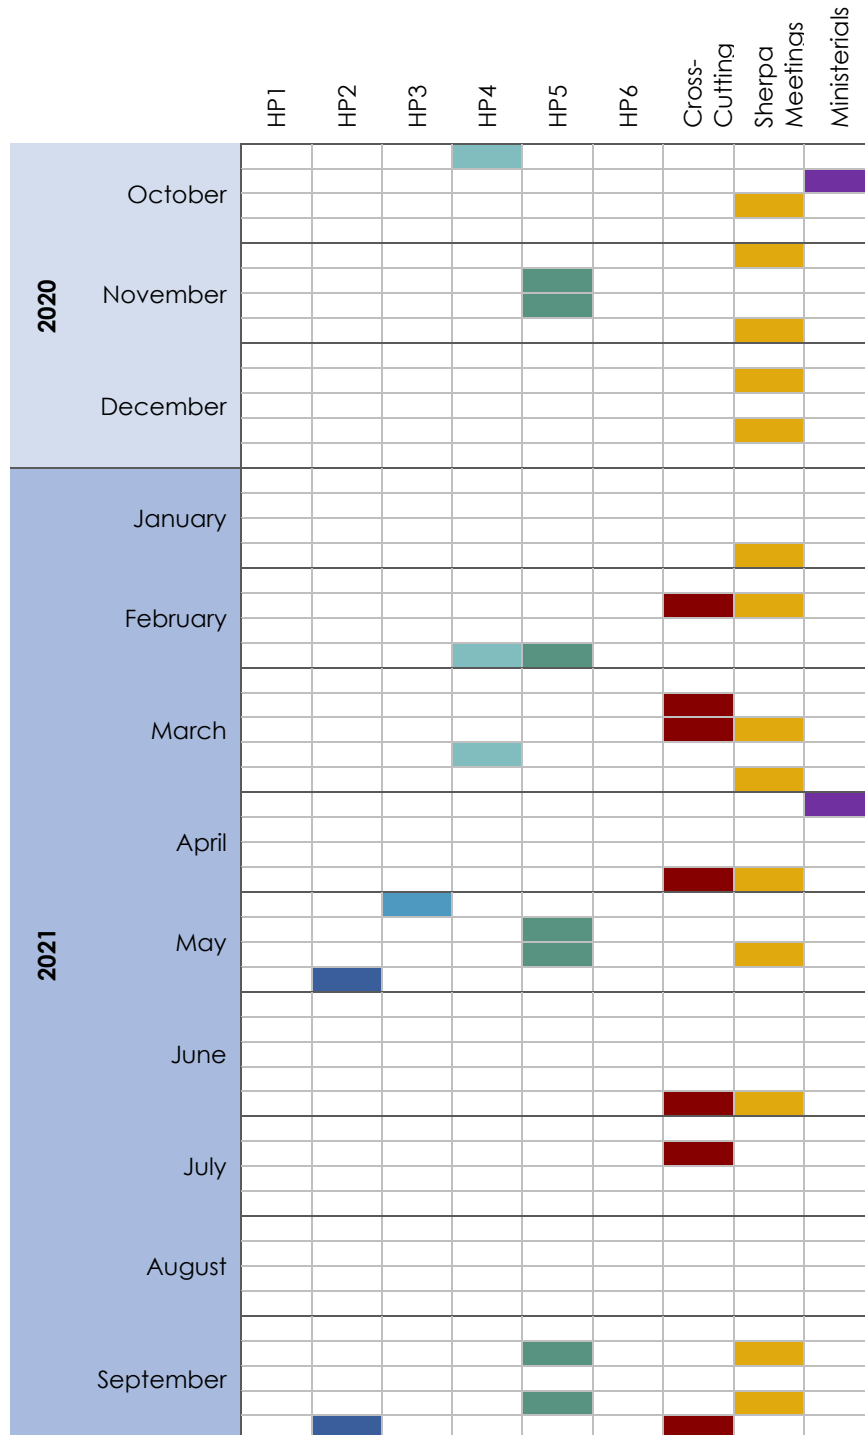 HP1
HP2
HP3
HP4
HP5
HP6
Cross-
Cutting
Sherpa
Meetings
Ministerials
2020
October
November
December
2021
January
February
March
April
May
June
July
August
September